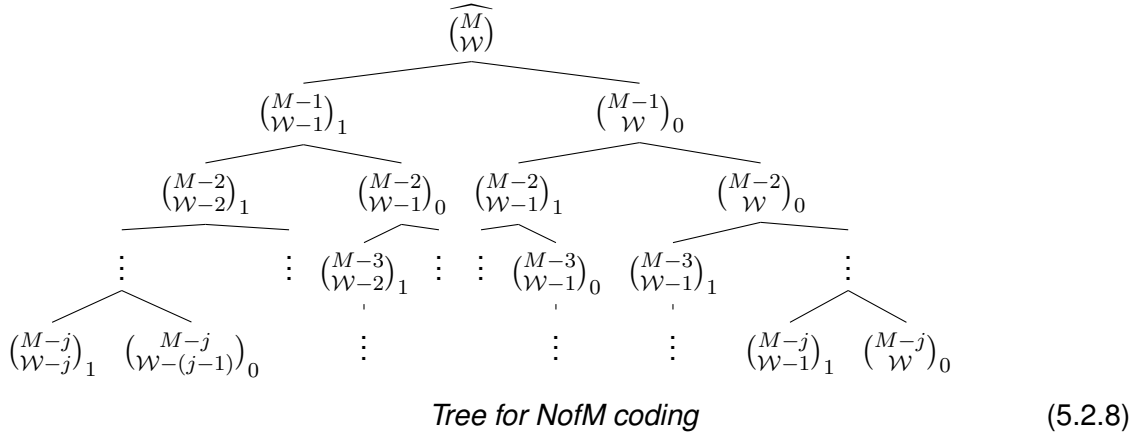 $\widehat{\binom{M}{\mathcal{W}}}$
$\binom{M-1}{\mathcal{W}-1}_1$ $\binom{M-1}{\mathcal{W}}_0$
$\binom{M-2}{\mathcal{W}-2}_1$ $\binom{M-2}{\mathcal{W}-1}_0$ $\binom{M-2}{\mathcal{W}-1}_1$ $\binom{M-2}{\mathcal{W}}_0$
⋮ ⋮ $\binom{M-3}{\mathcal{W}-2}_1$ ⋮ ⋮ $\binom{M-3}{\mathcal{W}-1}_0$ $\binom{M-3}{\mathcal{W}-1}_1$ ⋮
$\binom{M-j}{\mathcal{W}-j}_1$ $\binom{M-j}{\mathcal{W}-(j-1)}_0$ ⋮ ⋮ ⋮ $\binom{M-j}{\mathcal{W}-1}_1$ $\binom{M-j}{\mathcal{W}}_0$
Tree for NofM coding (5.2.8)